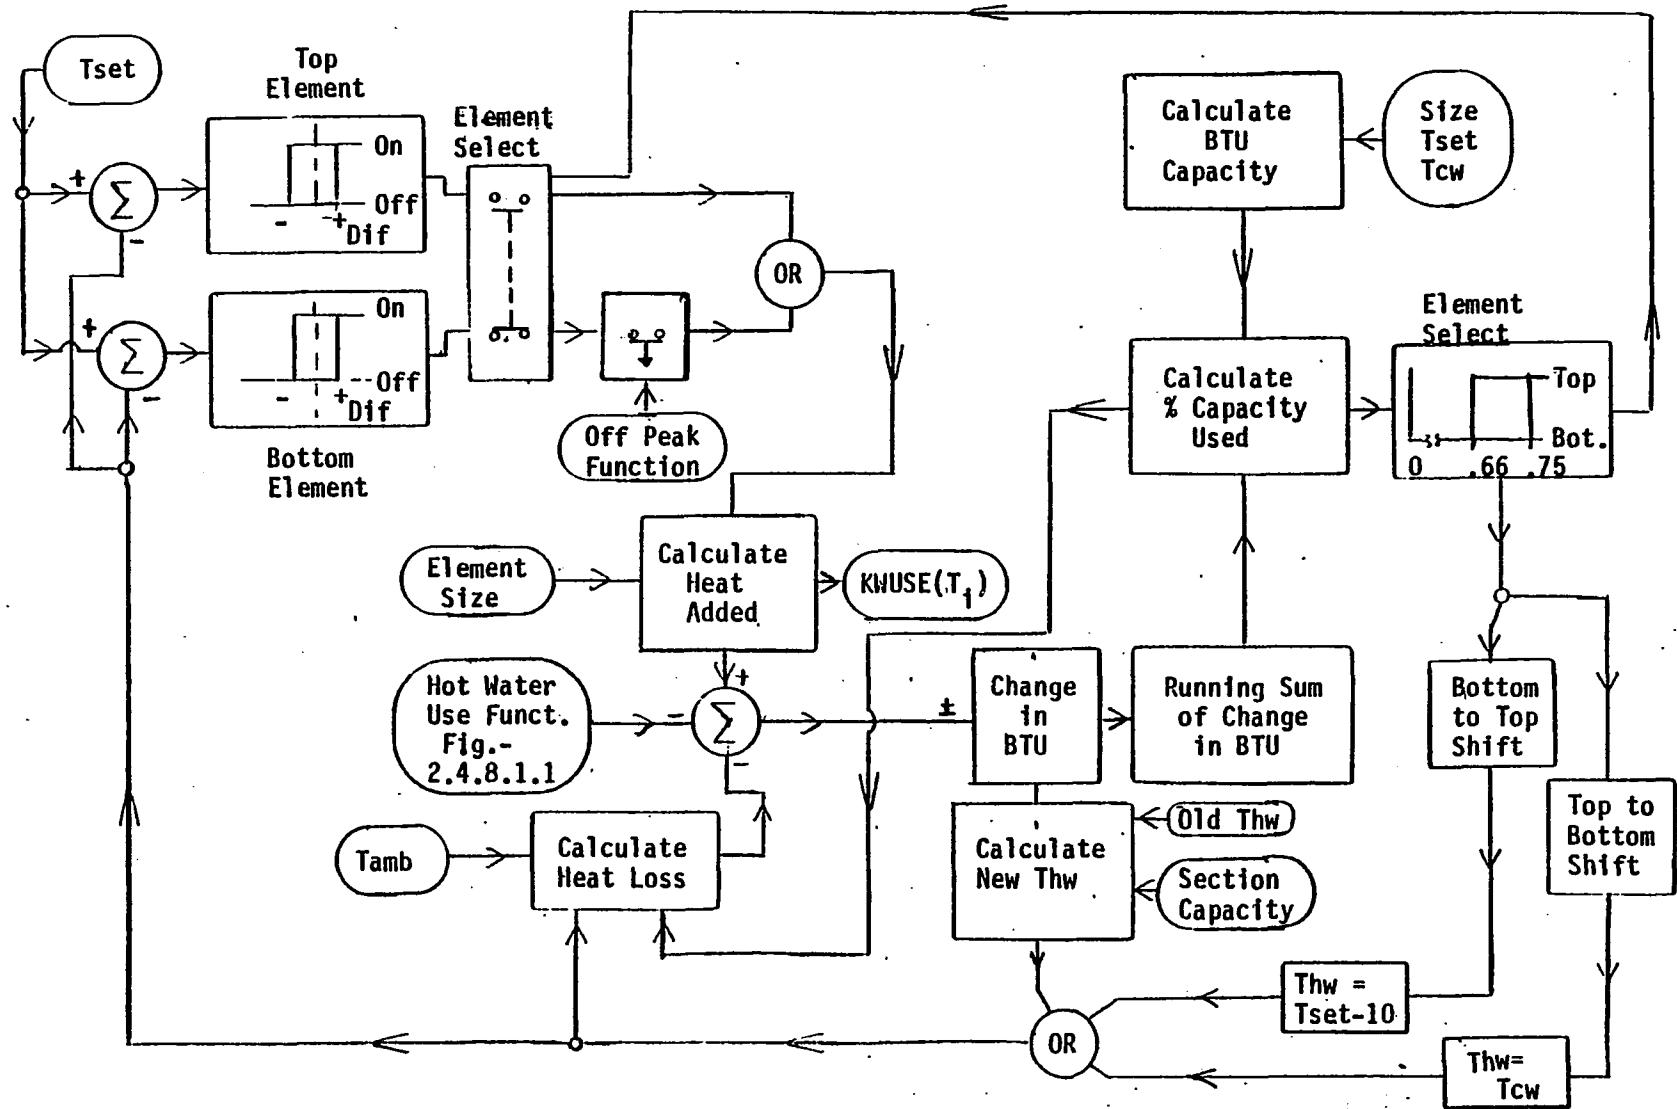 Tset
Top
Element
On
Off
- +
Dif
Element
Select
+
Σ
-
OR
Calculate
BTU
Capacity
Size
Tset
Tcw
+
Σ
-
On
Off
- +
Dif
Bottom
Element
Off Peak
Function
Calculate
% Capacity
Used
Element
Select
Top
Bot.
0 .66 .75
Element
Size
Calculate
Heat
Added
KWUSE(Ti)
Hot Water
Use Funct.
Fig.-
2.4.8.1.1
+
-
Σ
-
±
Change
in
BTU
Running Sum
of Change
in BTU
Bottom
to Top
Shift
Top to
Bottom
Shift
Tamb
Calculate
Heat Loss
Calculate
New Thw
Old Thw
Section
Capacity
Thw =
Tset-10
OR
Thw=
Tcw